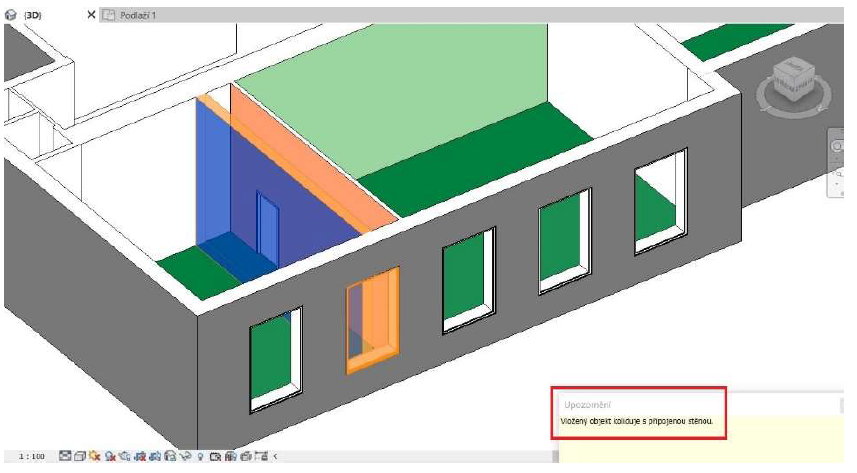 {3D}
Podlaží 1
Upozornění
Vložený objekt koliduje s připojenou stěnou.
1 : 100